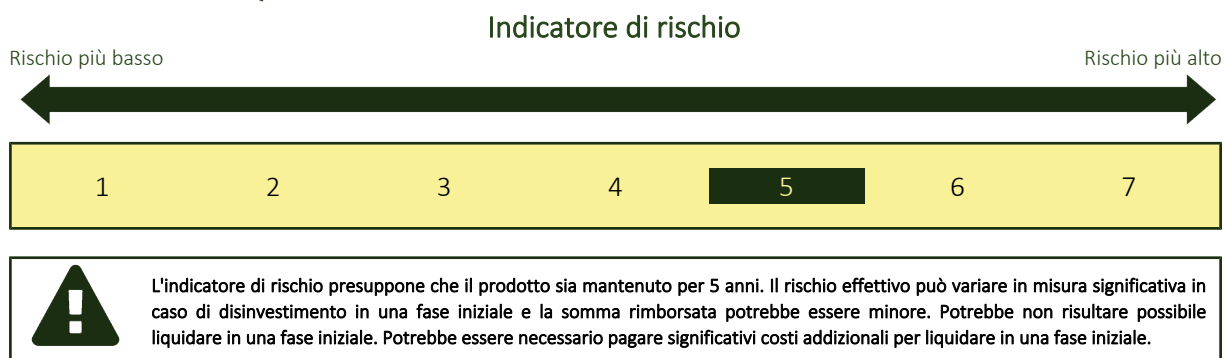 Indicatore di rischio
Rischio più basso
Rischio più alto
1 2 3 4 5 6 7
L'indicatore di rischio presuppone che il prodotto sia mantenuto per 5 anni. Il rischio effettivo può variare in misura significativa in
caso di disinvestimento in una fase iniziale e la somma rimborsata potrebbe essere minore. Potrebbe non risultare possibile
liquidare in una fase iniziale. Potrebbe essere necessario pagare significativi costi addizionali per liquidare in una fase iniziale.